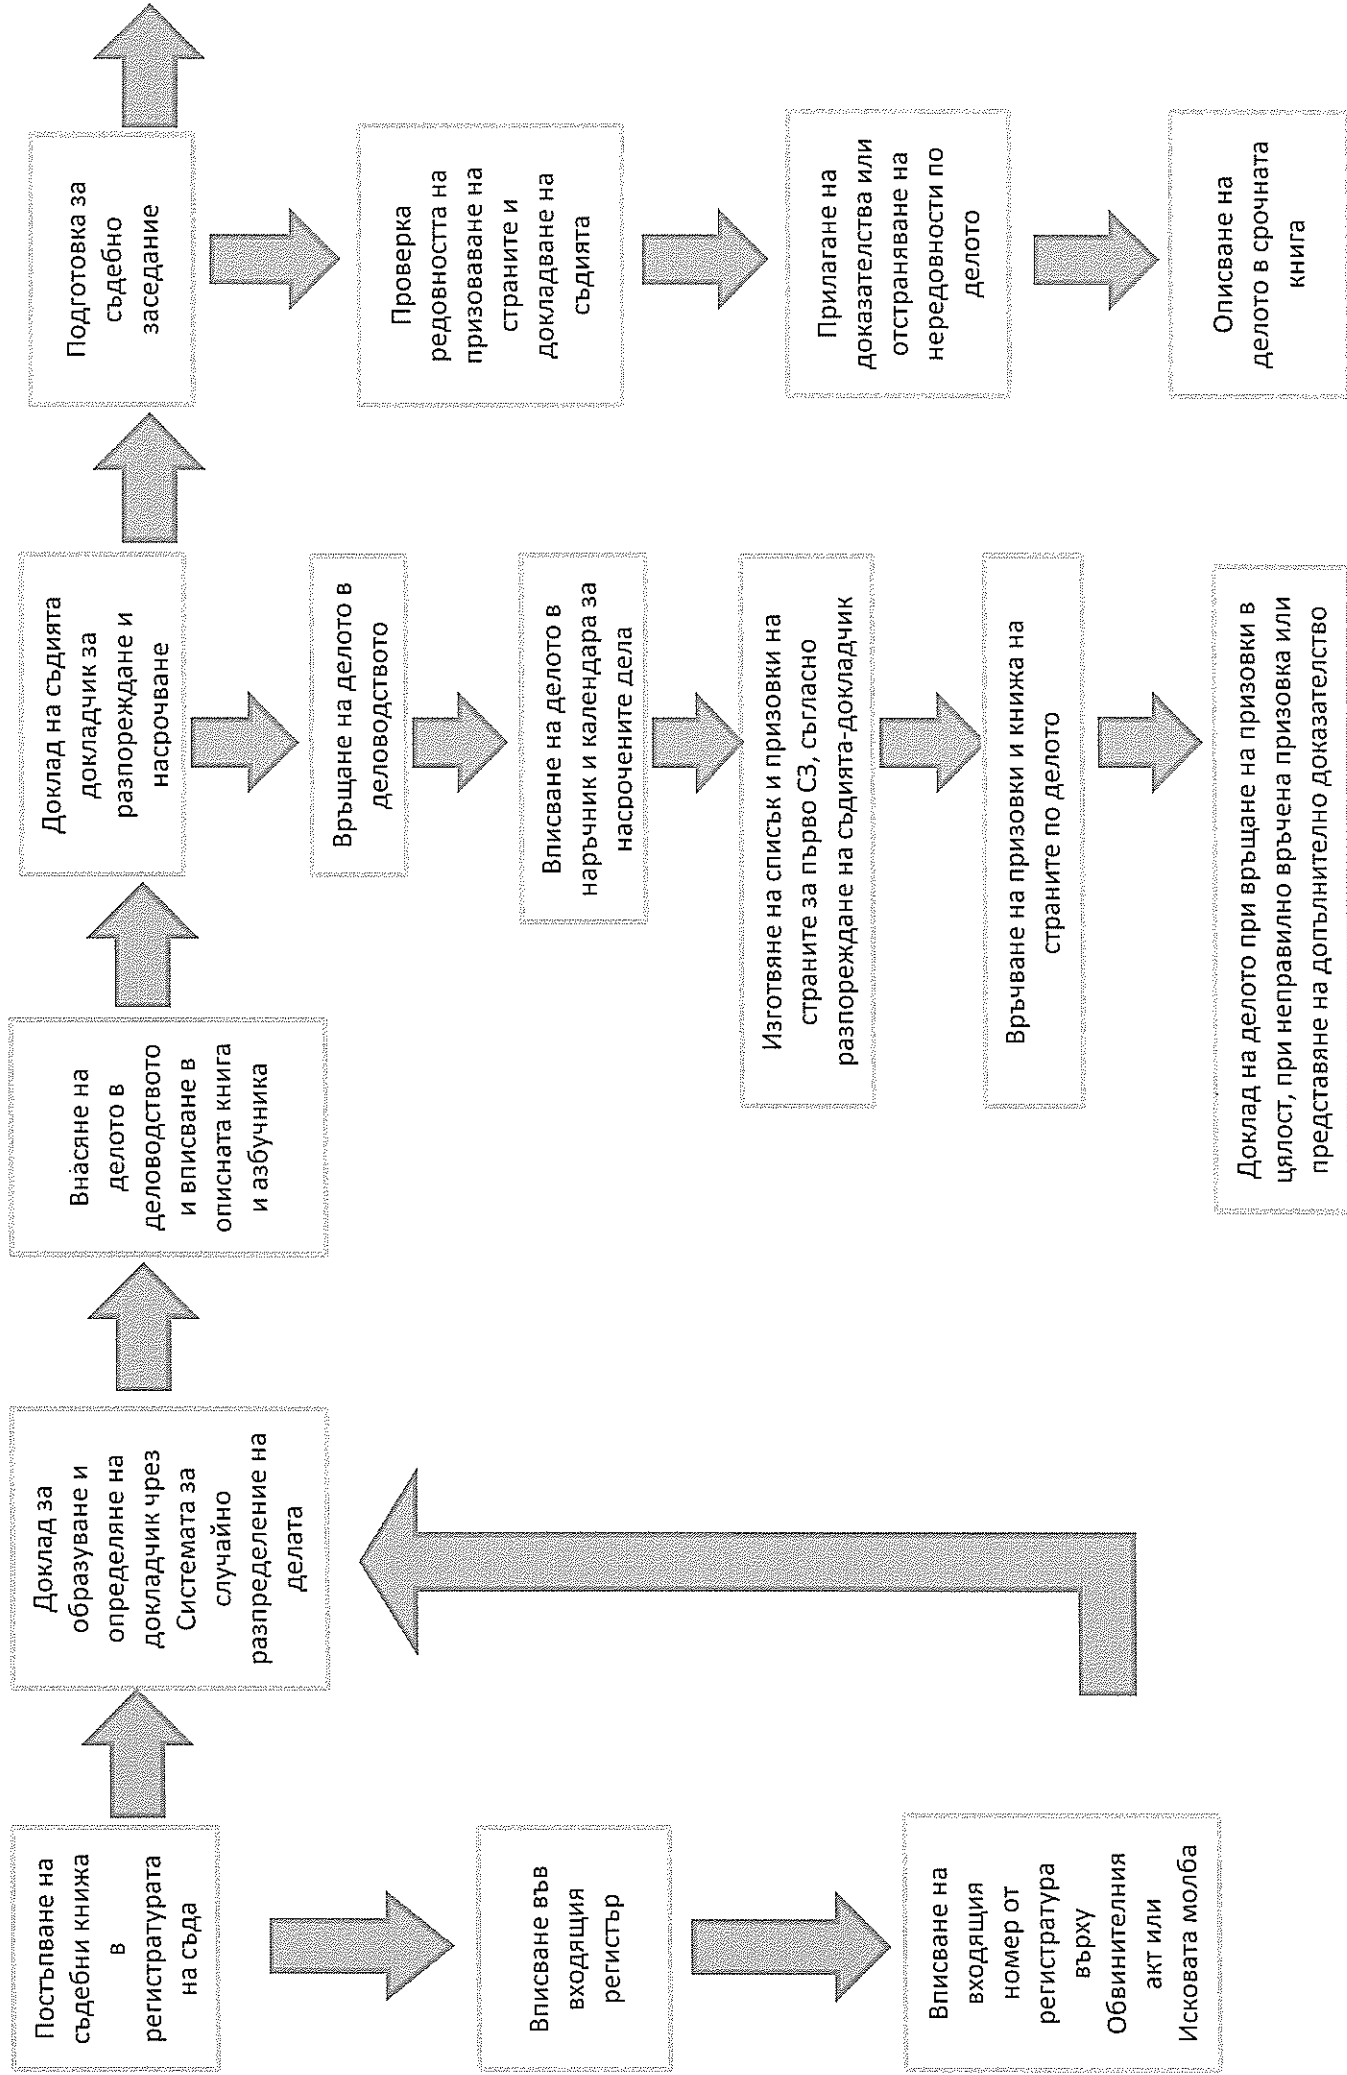 Постъпване на
съдебни книжа
в
регистратурата
на съда
Вписване във
входящия
регистър
Вписване на
входящия
номер от
регистратура
върху
Обвинителния
акт или
Исковата молба
Доклад за
образуване и
определяне на
докладчик чрез
Системата за
случайно
разпределение на
делата
Внасяне на
делото в
деловодството
и вписване в
описната книга
и азбучника
Доклад на съдията
докладчик за
разпореждане и
насрочване
Връщане на делото в
деловодството
Вписване на делото в
наръчник и календара за
насрочените дела
Изготвяне на списък и призовки на
страните за първо СЗ, съгласно
разпореждане на съдията-докладчик
Връчване на призовки и книжа на
страните по делото
Доклад на делото при връщане на призовки в
цялост, при неправилно връчена призовка или
представяне на допълнително доказателство
Подготовка за
съдебно
заседание
Проверка
редовността на
призоваване на
страните и
докладване на
съдията
Прилагане на
доказателства или
отстраняване на
нередовности по
делото
Описване на
делото в срочната
книга